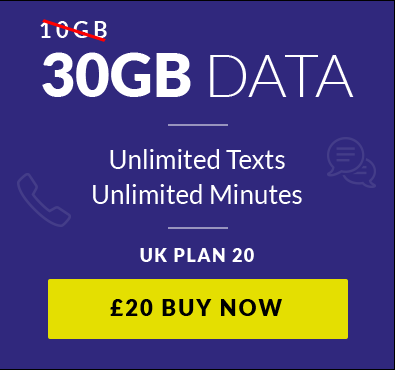 10GB
30GB DATA
Unlimited Texts
Unlimited Minutes
UK PLAN 20
£20 BUY NOW